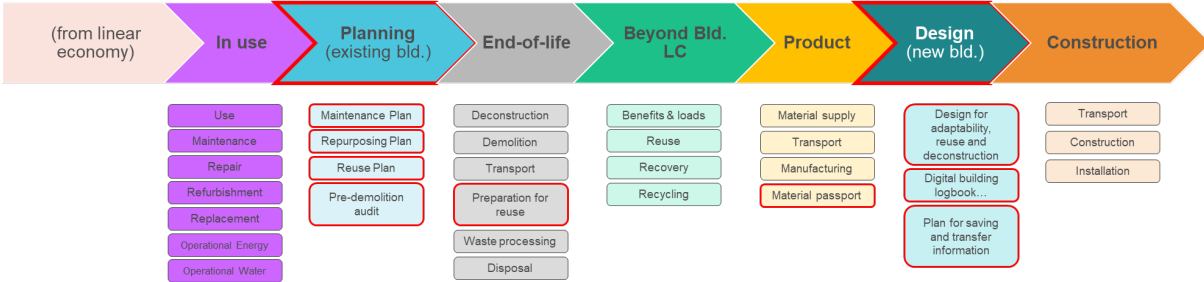 (from linear
economy)
In use
Planning
(existing bld.)
End-of-life
Beyond Bld.
LC
Product
Design
(new bld.)
Construction
Use
Maintenance
Repair
Refurbishment
Replacement
Operational Energy
Operational Water
Maintenance Plan
Repurposing Plan
Reuse Plan
Pre-demolition
audit
Deconstruction
Demolition
Transport
Preparation for
reuse
Waste processing
Disposal
Benefits & loads
Reuse
Recovery
Recycling
Material supply
Transport
Manufacturing
Material passport
Design for
adaptability,
reuse and
deconstruction
Digital building
logbook…
Plan for saving
and transfer
information
Transport
Construction
Installation